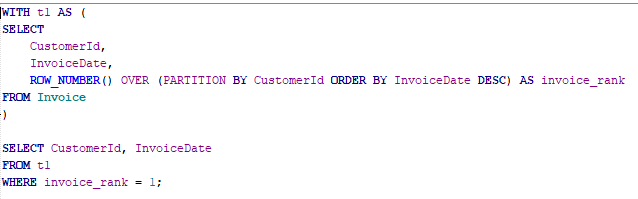 WITH t1 AS (
SELECT
    CustomerId,
    InvoiceDate,
    ROW_NUMBER() OVER (PARTITION BY CustomerId ORDER BY InvoiceDate DESC) AS invoice_rank
FROM Invoice
)

SELECT CustomerId, InvoiceDate
FROM t1
WHERE invoice_rank = 1;